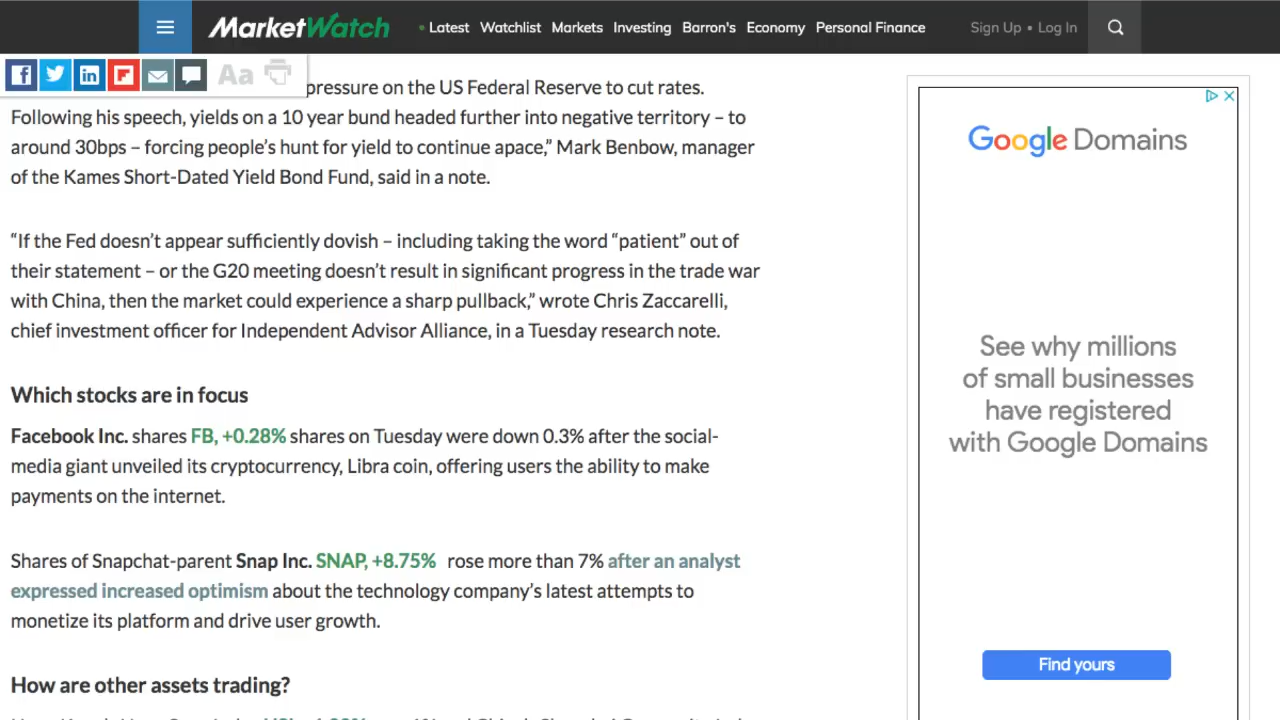 MarketWatch
Latest Watchlist Markets Investing Barron's Economy Personal Finance
Sign Up • Log In
Aa
pressure on the US Federal Reserve to cut rates.
Following his speech, yields on a 10 year bund headed further into negative territory – to
around 30bps – forcing people’s hunt for yield to continue apace,” Mark Benbow, manager
of the Kames Short-Dated Yield Bond Fund, said in a note.
“If the Fed doesn’t appear sufficiently dovish – including taking the word “patient” out of
their statement – or the G20 meeting doesn’t result in significant progress in the trade war
with China, then the market could experience a sharp pullback,” wrote Chris Zaccarelli,
chief investment officer for Independent Advisor Alliance, in a Tuesday research note.
Which stocks are in focus
Facebook Inc. shares FB, +0.28% shares on Tuesday were down 0.3% after the social-
media giant unveiled its cryptocurrency, Libra coin, offering users the ability to make
payments on the internet.
Shares of Snapchat-parent Snap Inc. SNAP, +8.75% rose more than 7% after an analyst
expressed increased optimism about the technology company’s latest attempts to
monetize its platform and drive user growth.
How are other assets trading?
Google Domains
See why millions
of small businesses
have registered
with Google Domains
Find yours